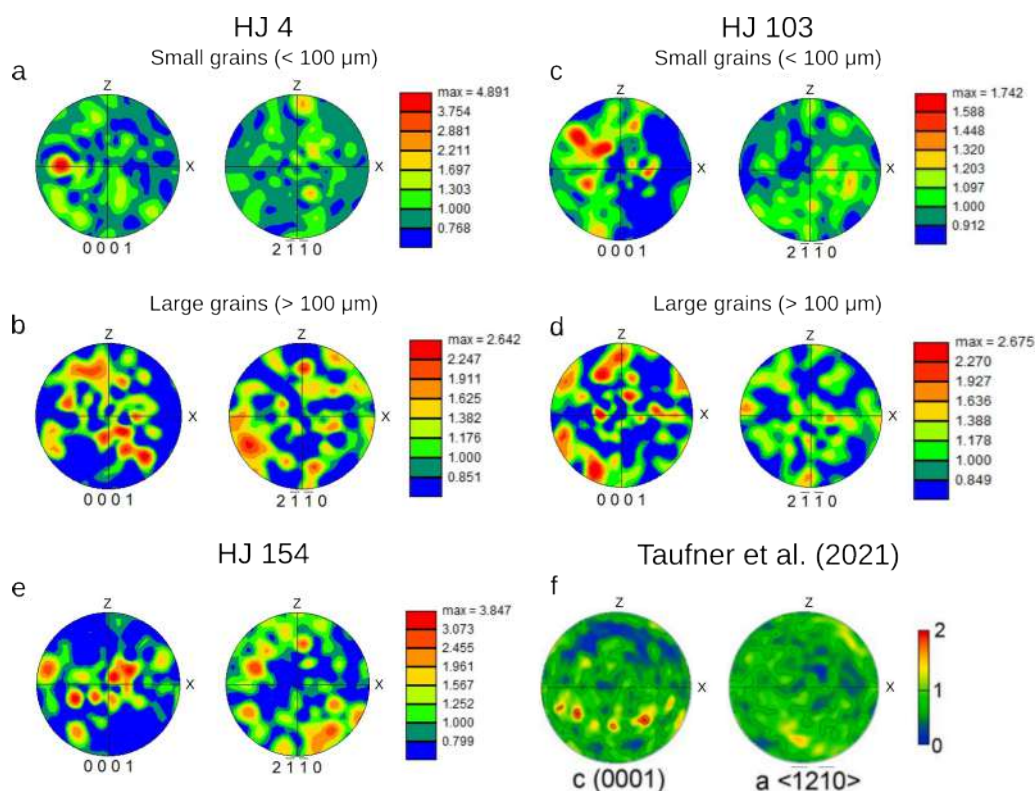 HJ 4
Small grains (< 100 µm)
a
Z
X
0 0 0 1
Z
X
2 1̅ 1̅ 0
max = 4.891
3.754
2.881
2.211
1.697
1.303
1.000
0.768
HJ 103
Small grains (< 100 µm)
c
Z
X
0 0 0 1
Z
X
2 1̅ 1̅ 0
max = 1.742
1.588
1.448
1.320
1.203
1.097
1.000
0.912
Large grains (> 100 µm)
b
Z
X
0 0 0 1
Z
X
2 1̅ 1̅ 0
max = 2.642
2.247
1.911
1.625
1.382
1.176
1.000
0.851
Large grains (> 100 µm)
d
Z
X
0 0 0 1
Z
X
2 1̅ 1̅ 0
max = 2.675
2.270
1.927
1.636
1.388
1.178
1.000
0.849
HJ 154
e
Z
X
0 0 0 1
Z
X
2 1̅ 1̅ 0
max = 3.847
3.073
2.455
1.961
1.567
1.252
1.000
0.799
Taufner et al. (2021)
f
Z
X
c (0001)
Z
X
a <1̅21̅0>
2
1
0